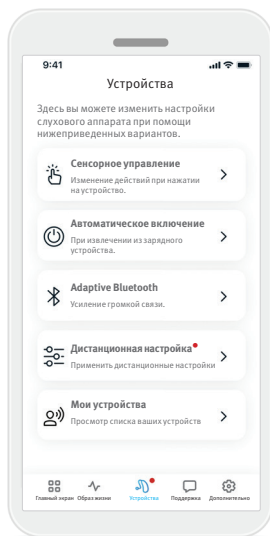 9:41
Устройства
Здесь вы можете изменить настройки
слухового аппарата при помощи
нижеприведенных вариантов.
Сенсорное управление
Изменение действий при нажатии
на устройство.
Автоматическое включение
При извлечении из зарядного
устройства.
Adaptive Bluetooth
Усиление громкой связи.
Дистанционная настройка
Применить дистанционные настройки
Мои устройства
Просмотр списка ваших устройств
Главный экран Образ жизни Устройства Поддержка Дополнительно